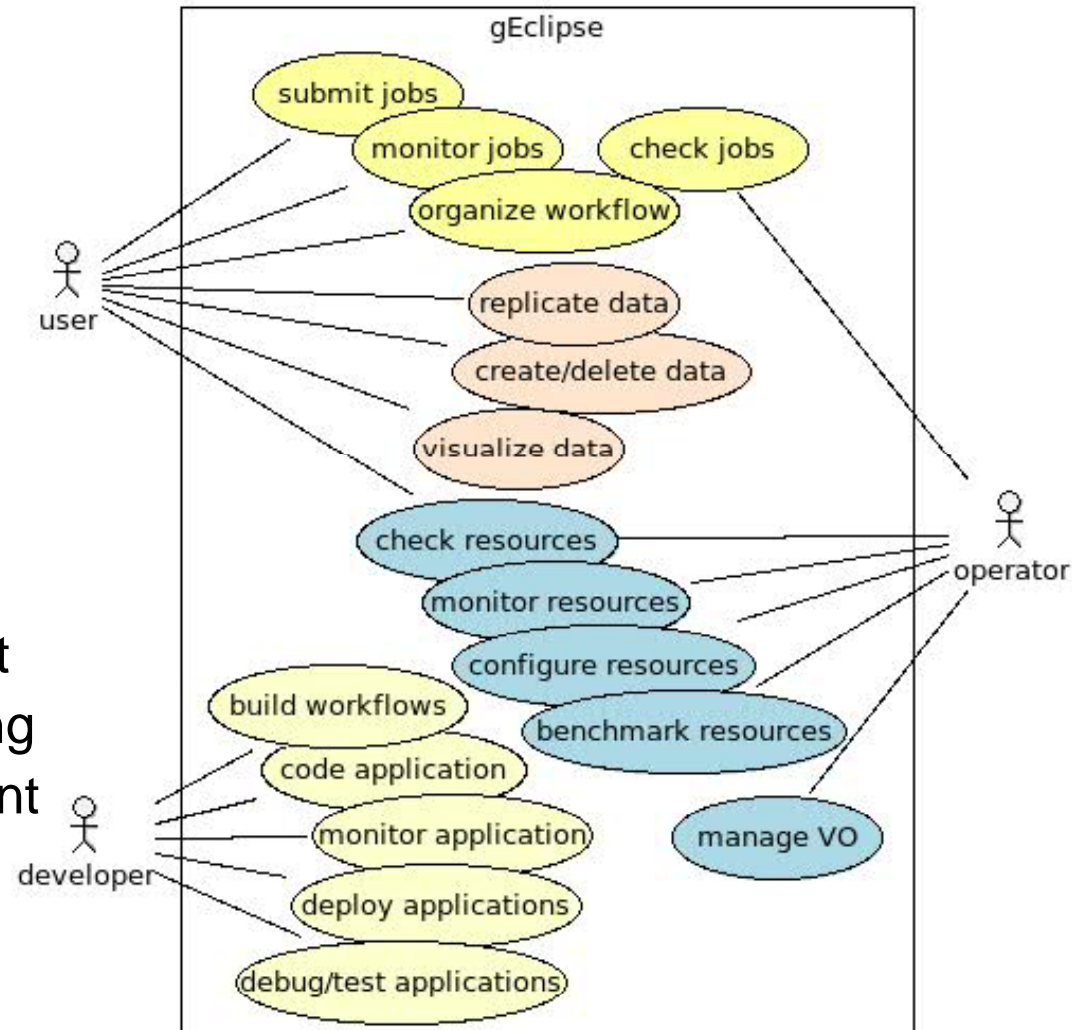 gEclipse
submit jobs
monitor jobs
check jobs
organize workflow
replicate data
user
create/delete data
visualize data
check resources
operator
monitor resources
configure resources
build workflows
benchmark resources
code application
monitor application
manage VO
developer
deploy applications
debug/test applications